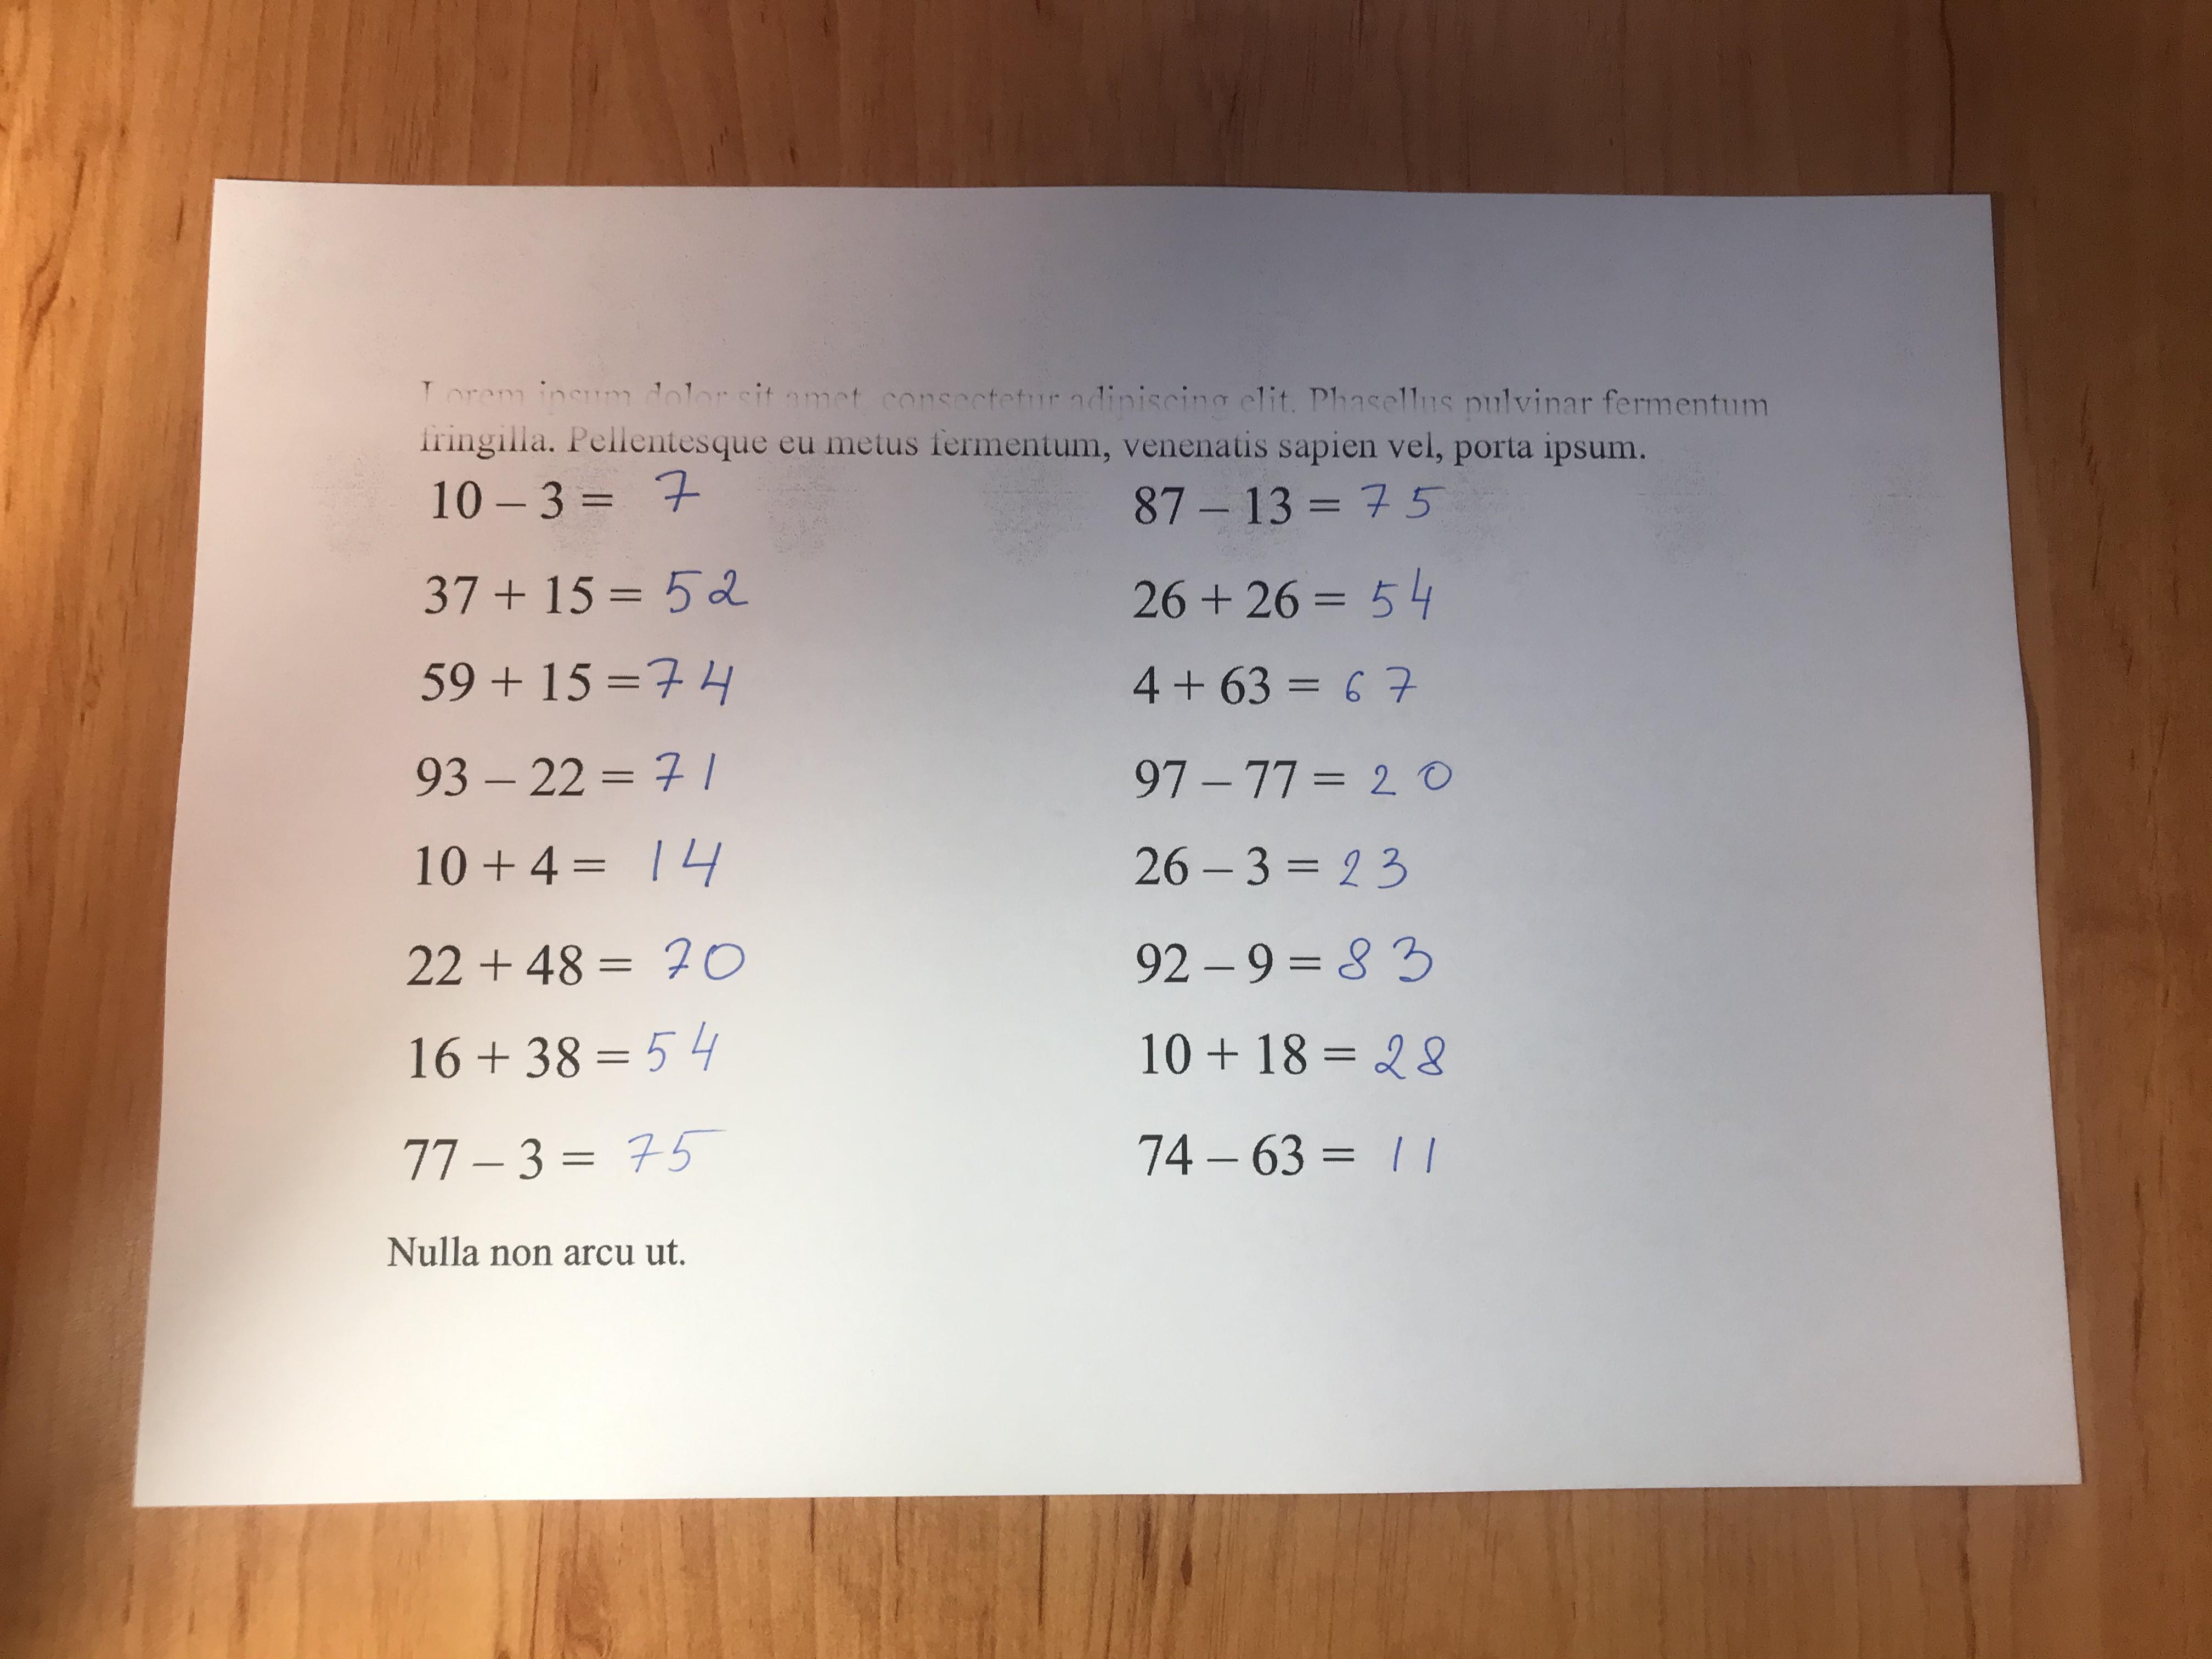 Lorem ipsum dolor sit amet, consectetur adipiscing elit. Phasellus pulvinar fermentum
fringilla. Pellentesque eu metus fermentum, venenatis sapien vel, porta ipsum.
10 – 3 = 7
87 – 13 = 75
37 + 15 = 52
26 + 26 = 54
59 + 15 = 74
4 + 63 = 67
93 – 22 = 71
97 – 77 = 20
10 + 4 = 14
26 – 3 = 23
22 + 48 = 70
92 – 9 = 83
16 + 38 = 54
10 + 18 = 28
77 – 3 = 75
74 – 63 = 11
Nulla non arcu ut.